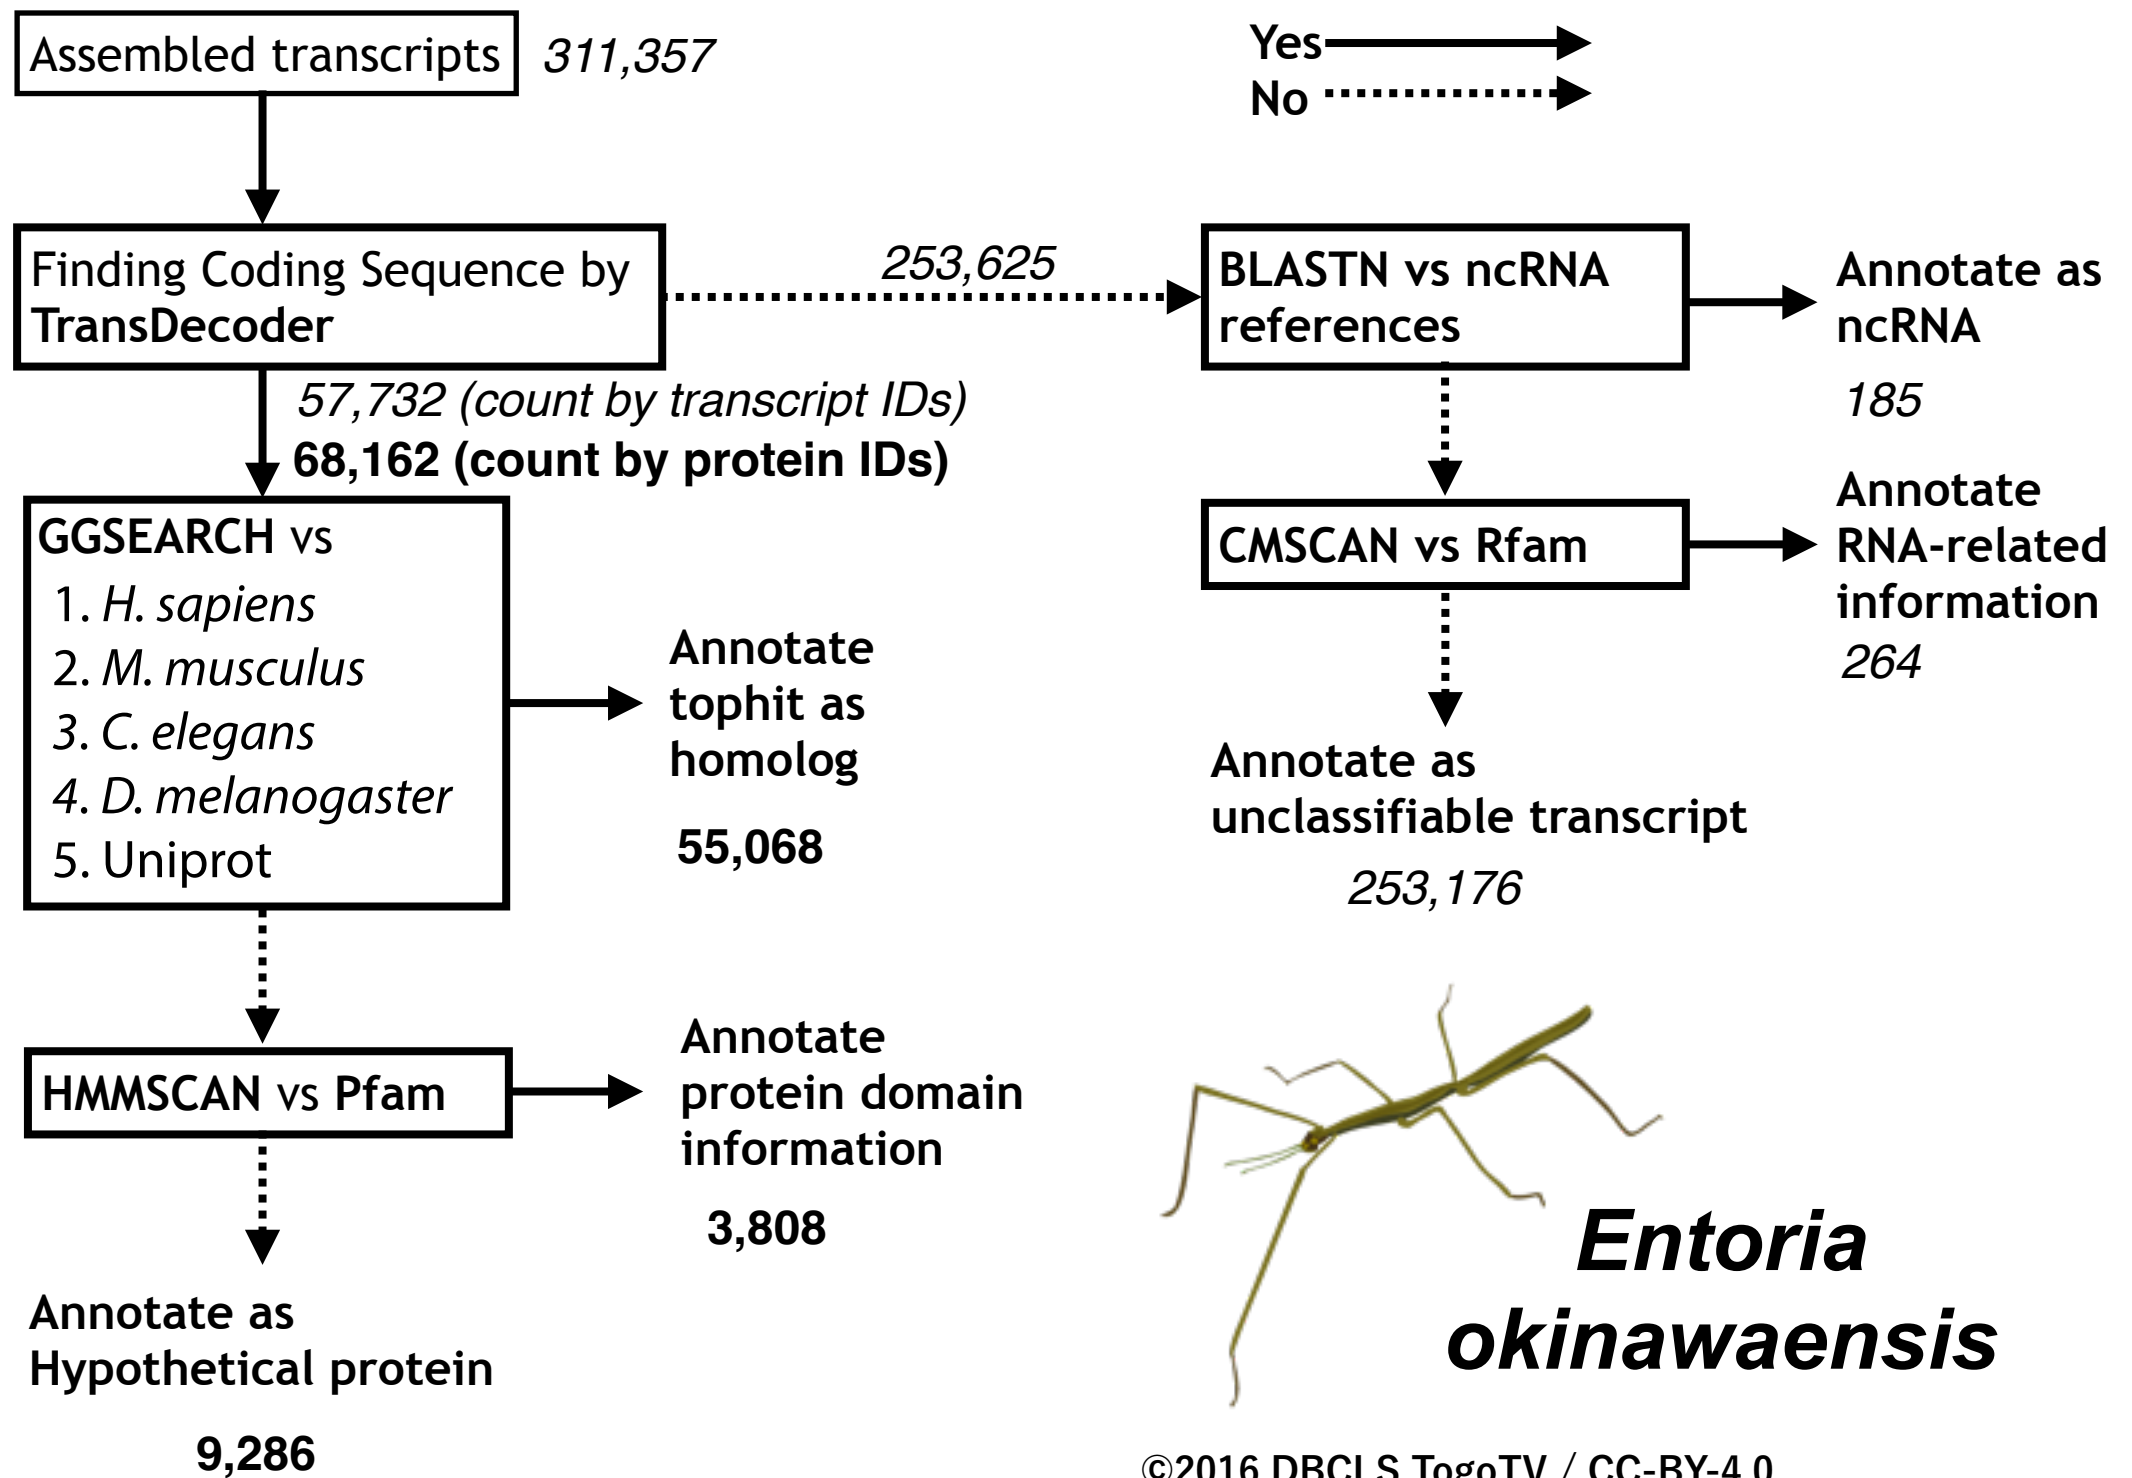 Assembled transcripts
311,357
Yes
No
Finding Coding Sequence by
TransDecoder
253,625
BLASTN vs ncRNA
references
Annotate as
ncRNA
185
57,732 (count by transcript IDs)
68,162 (count by protein IDs)
GGSEARCH vs
1. H. sapiens
2. M. musculus
3. C. elegans
4. D. melanogaster
5. Uniprot
Annotate
tophit as
homolog
55,068
CMSCAN vs Rfam
Annotate
RNA-related
information
264
Annotate as
unclassifiable transcript
253,176
HMMSCAN vs Pfam
Annotate
protein domain
information
3,808
Annotate as
Hypothetical protein
9,286
Entoria
okinawaensis
©2016 DBCLS TogoTV / CC-BY-4.0